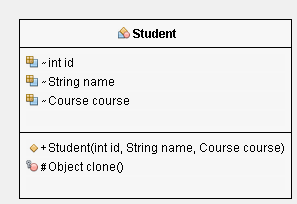 Student
~int id
~String name
~Course course
+Student(int id, String name, Course course)
#Object clone()